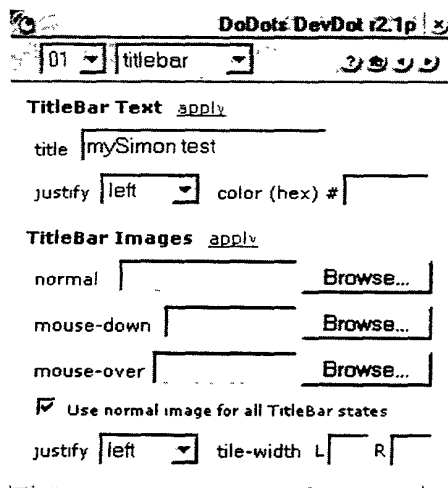 DoDots DevDot r2.1p
01 titlebar
TitleBar Text apply
title mySimon test
justify left color (hex) #
TitleBar Images apply
normal Browse...
mouse-down Browse...
mouse-over Browse...
Use normal image for all TitleBar states
justify left tile-width L R